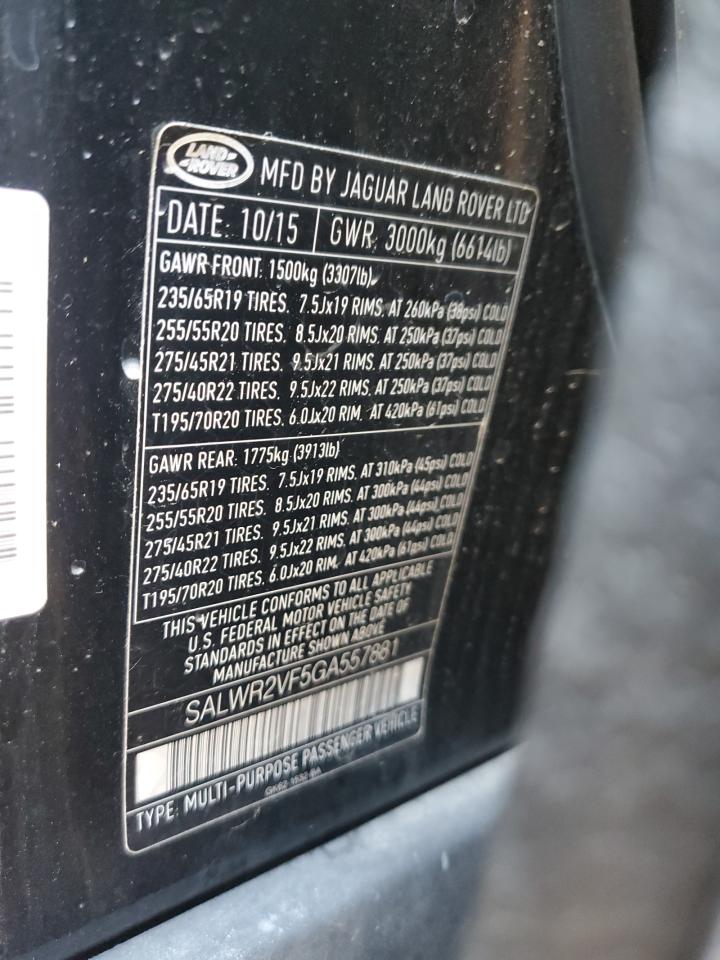 LAND-
-ROVER
MFD BY JAGUAR LAND ROVER LTD
DATE: 10/15
GWR: 3000kg (6614lb)
GAWR FRONT: 1500kg (3307lb)
235/65R19 TIRES. 7.5Jx19 RIMS. AT 260kPa (38psi) COLD
255/55R20 TIRES. 8.5Jx20 RIMS. AT 250kPa (37psi) COLD
275/45R21 TIRES. 9.5Jx21 RIMS. AT 250kPa (37psi) COLD
275/40R22 TIRES. 9.5Jx22 RIMS. AT 250kPa (37psi) COLD
T195/70R20 TIRES. 6.0Jx20 RIM. AT 420kPa (61psi) COLD
GAWR REAR: 1775kg (3913lb)
235/65R19 TIRES. 7.5Jx19 RIMS. AT 310kPa (45psi) COLD
255/55R20 TIRES. 8.5Jx20 RIMS. AT 300kPa (44psi) COLD
275/45R21 TIRES. 9.5Jx21 RIMS. AT 300kPa (44psi) COLD
275/40R22 TIRES. 9.5Jx22 RIMS. AT 300kPa (44psi) COLD
T195/70R20 TIRES. 6.0Jx20 RIM. AT 420kPa (61psi) COLD
THIS VEHICLE CONFORMS TO ALL APPLICABLE
U.S. FEDERAL MOTOR VEHICLE SAFETY
STANDARDS IN EFFECT ON THE DATE OF
MANUFACTURE SHOWN ABOVE
SALWR2VF5GA557881
TYPE: MULTI-PURPOSE PASSENGER VEHICLE